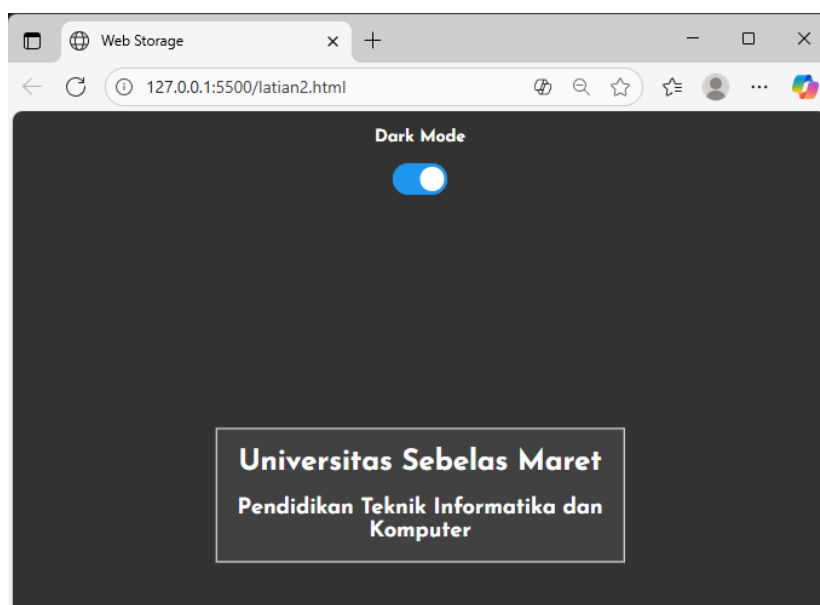 Web Storage
127.0.0.1:5500/latian2.html
Dark Mode
Universitas Sebelas Maret
Pendidikan Teknik Informatika dan
Komputer